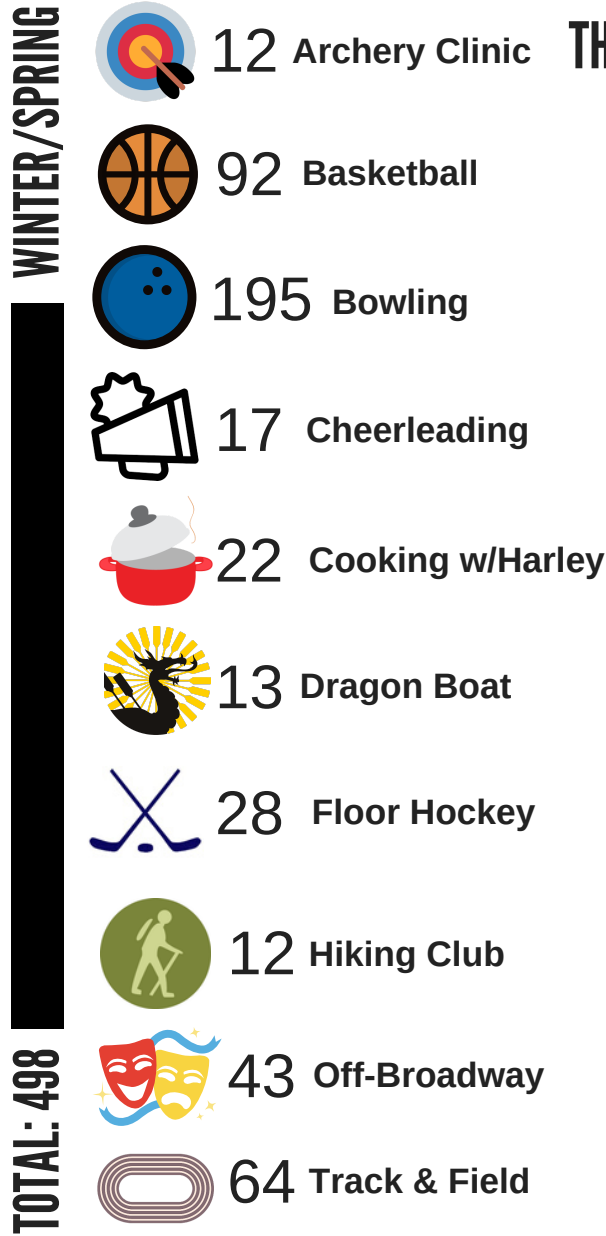 WINTER/SPRING
12 Archery Clinic
TH
92 Basketball
195 Bowling
17 Cheerleading
22 Cooking w/Harley
13 Dragon Boat
28 Floor Hockey
12 Hiking Club
43 Off-Broadway
64 Track & Field
TOTAL: 498